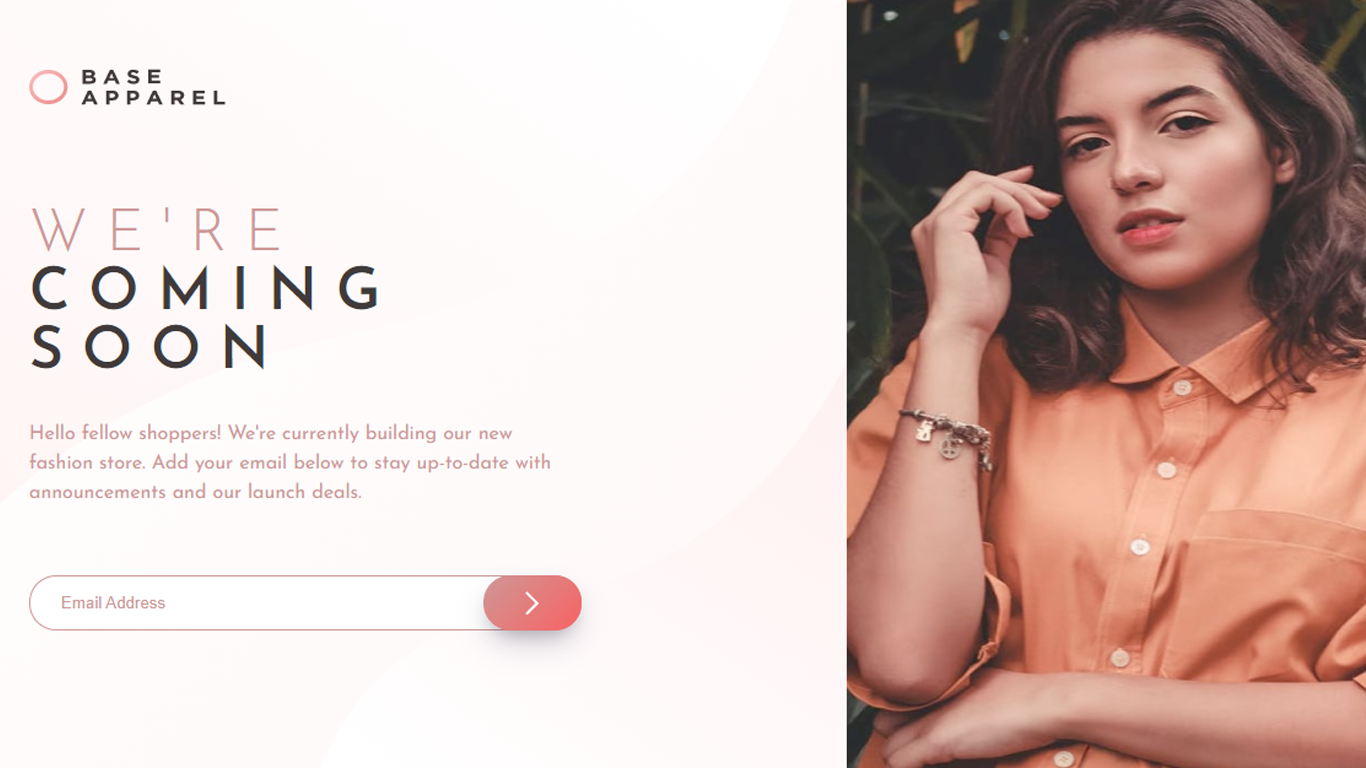 BASE
APPAREL
WE'RE
COMING
SOON
Hello fellow shoppers! We're currently building our new
fashion store. Add your email below to stay up-to-date with
announcements and our launch deals.
Email Address